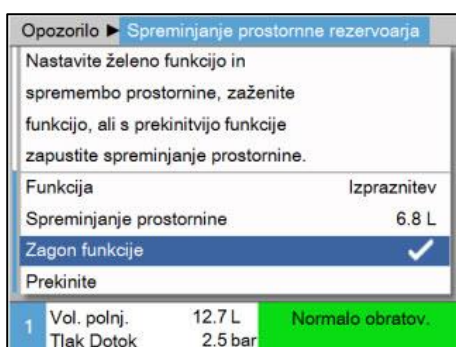 Opozorilo ► Spreminjanje prostornne rezervoarja
Nastavite želeno funkcijo in
spremembo prostornine, zaženite
funkcijo, ali s prekinitvijo funkcije
zapustite spreminjanje prostornine.
Funkcija Izpraznitev
Spreminjanje prostornine 6.8 L
Zagon funkcije ✓
Prekinite
1 Vol. polnj. 12.7 L Normalo obratov.
Tlak Dotok 2.5 bar